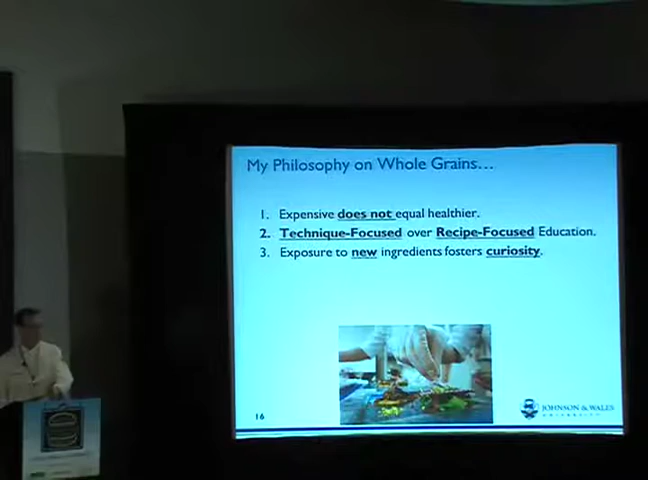 My Philosophy on Whole Grains...
1. Expensive does not equal healthier.
2. Technique-Focused over Recipe-Focused Education.
3. Exposure to new ingredients fosters curiosity.
16
JOHNSON & WALES
UNIVERSITY